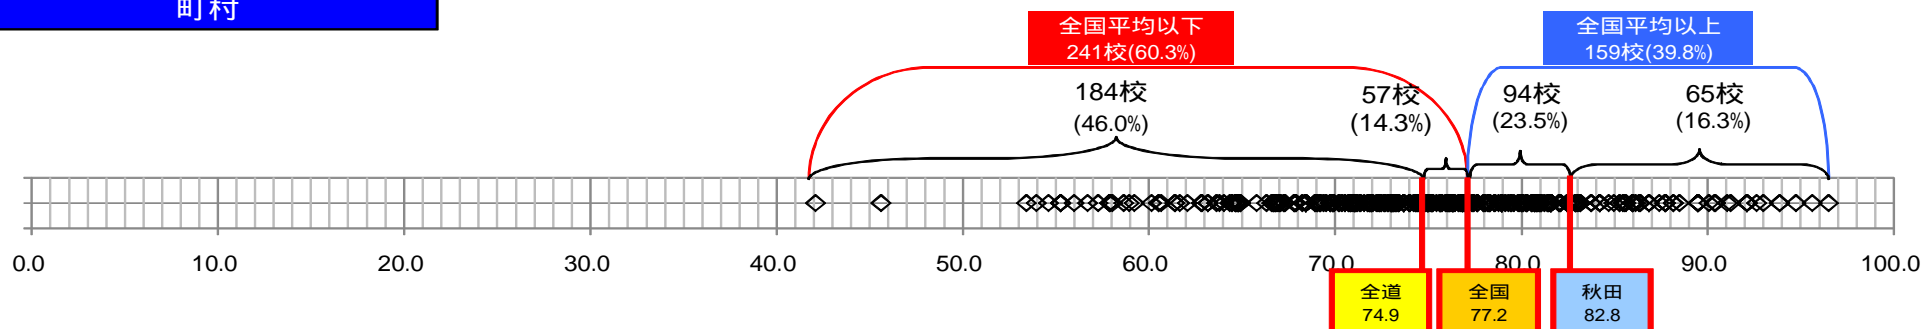 町村
全国平均以下
241校(60.3%)
全国平均以上
159校(39.8%)
184校
(46.0%)
57校
(14.3%)
94校
(23.5%)
65校
(16.3%)
0.0 10.0 20.0 30.0 40.0 50.0 60.0 70.0 80.0 90.0 100.0
全道
74.9
全国
77.2
秋田
82.8